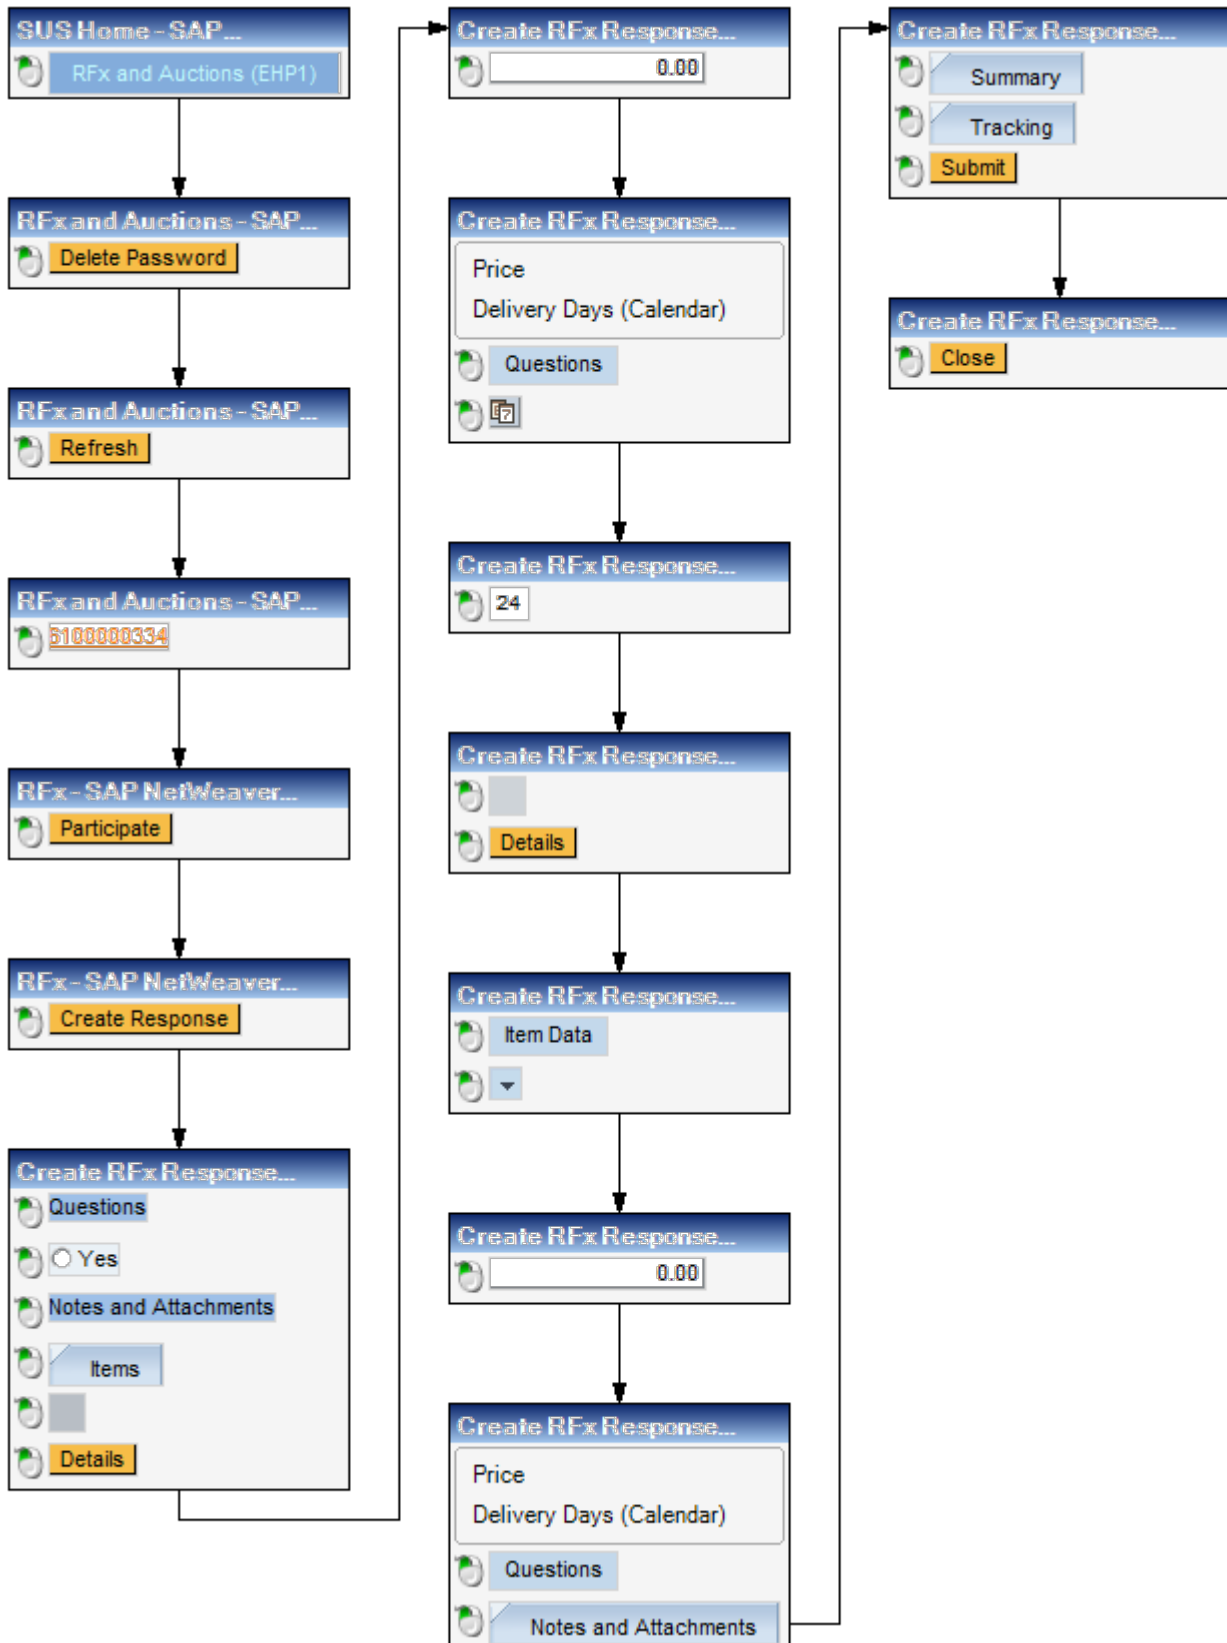 SUS Home - SAP...
RFx and Auctions (EHP1)
RFx and Auctions - SAP...
Delete Password
RFx and Auctions - SAP...
Refresh
RFx and Auctions - SAP...
6100000334
RFx - SAP NetWeaver...
Participate
RFx - SAP NetWeaver...
Create Response
Create RFx Response...
Questions
Yes
Notes and Attachments
Items
Details
Create RFx Response...
0.00
Create RFx Response...
Price
Delivery Days (Calendar)
Questions
Create RFx Response...
24
Create RFx Response...
Details
Create RFx Response...
Item Data
Create RFx Response...
0.00
Create RFx Response...
Price
Delivery Days (Calendar)
Questions
Notes and Attachments
Create RFx Response...
Summary
Tracking
Submit
Create RFx Response...
Close